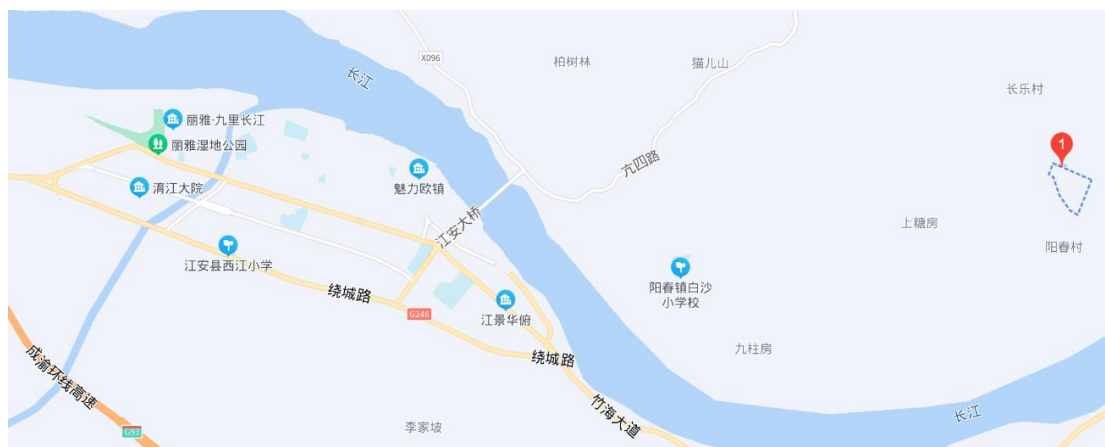 X096
长江
柏树林
猫儿山
长乐村
丽雅·九里长江
丽雅湿地公园
1
亢四路
魅力欧镇
淯江大院
江安大桥
上糖房
江安县西江小学
阳春村
阳春镇白沙
小学校
绕城路
G246
江景华俯
九柱房
绕城路
成渝环线高速
竹海大道
长江
李家坡
G93